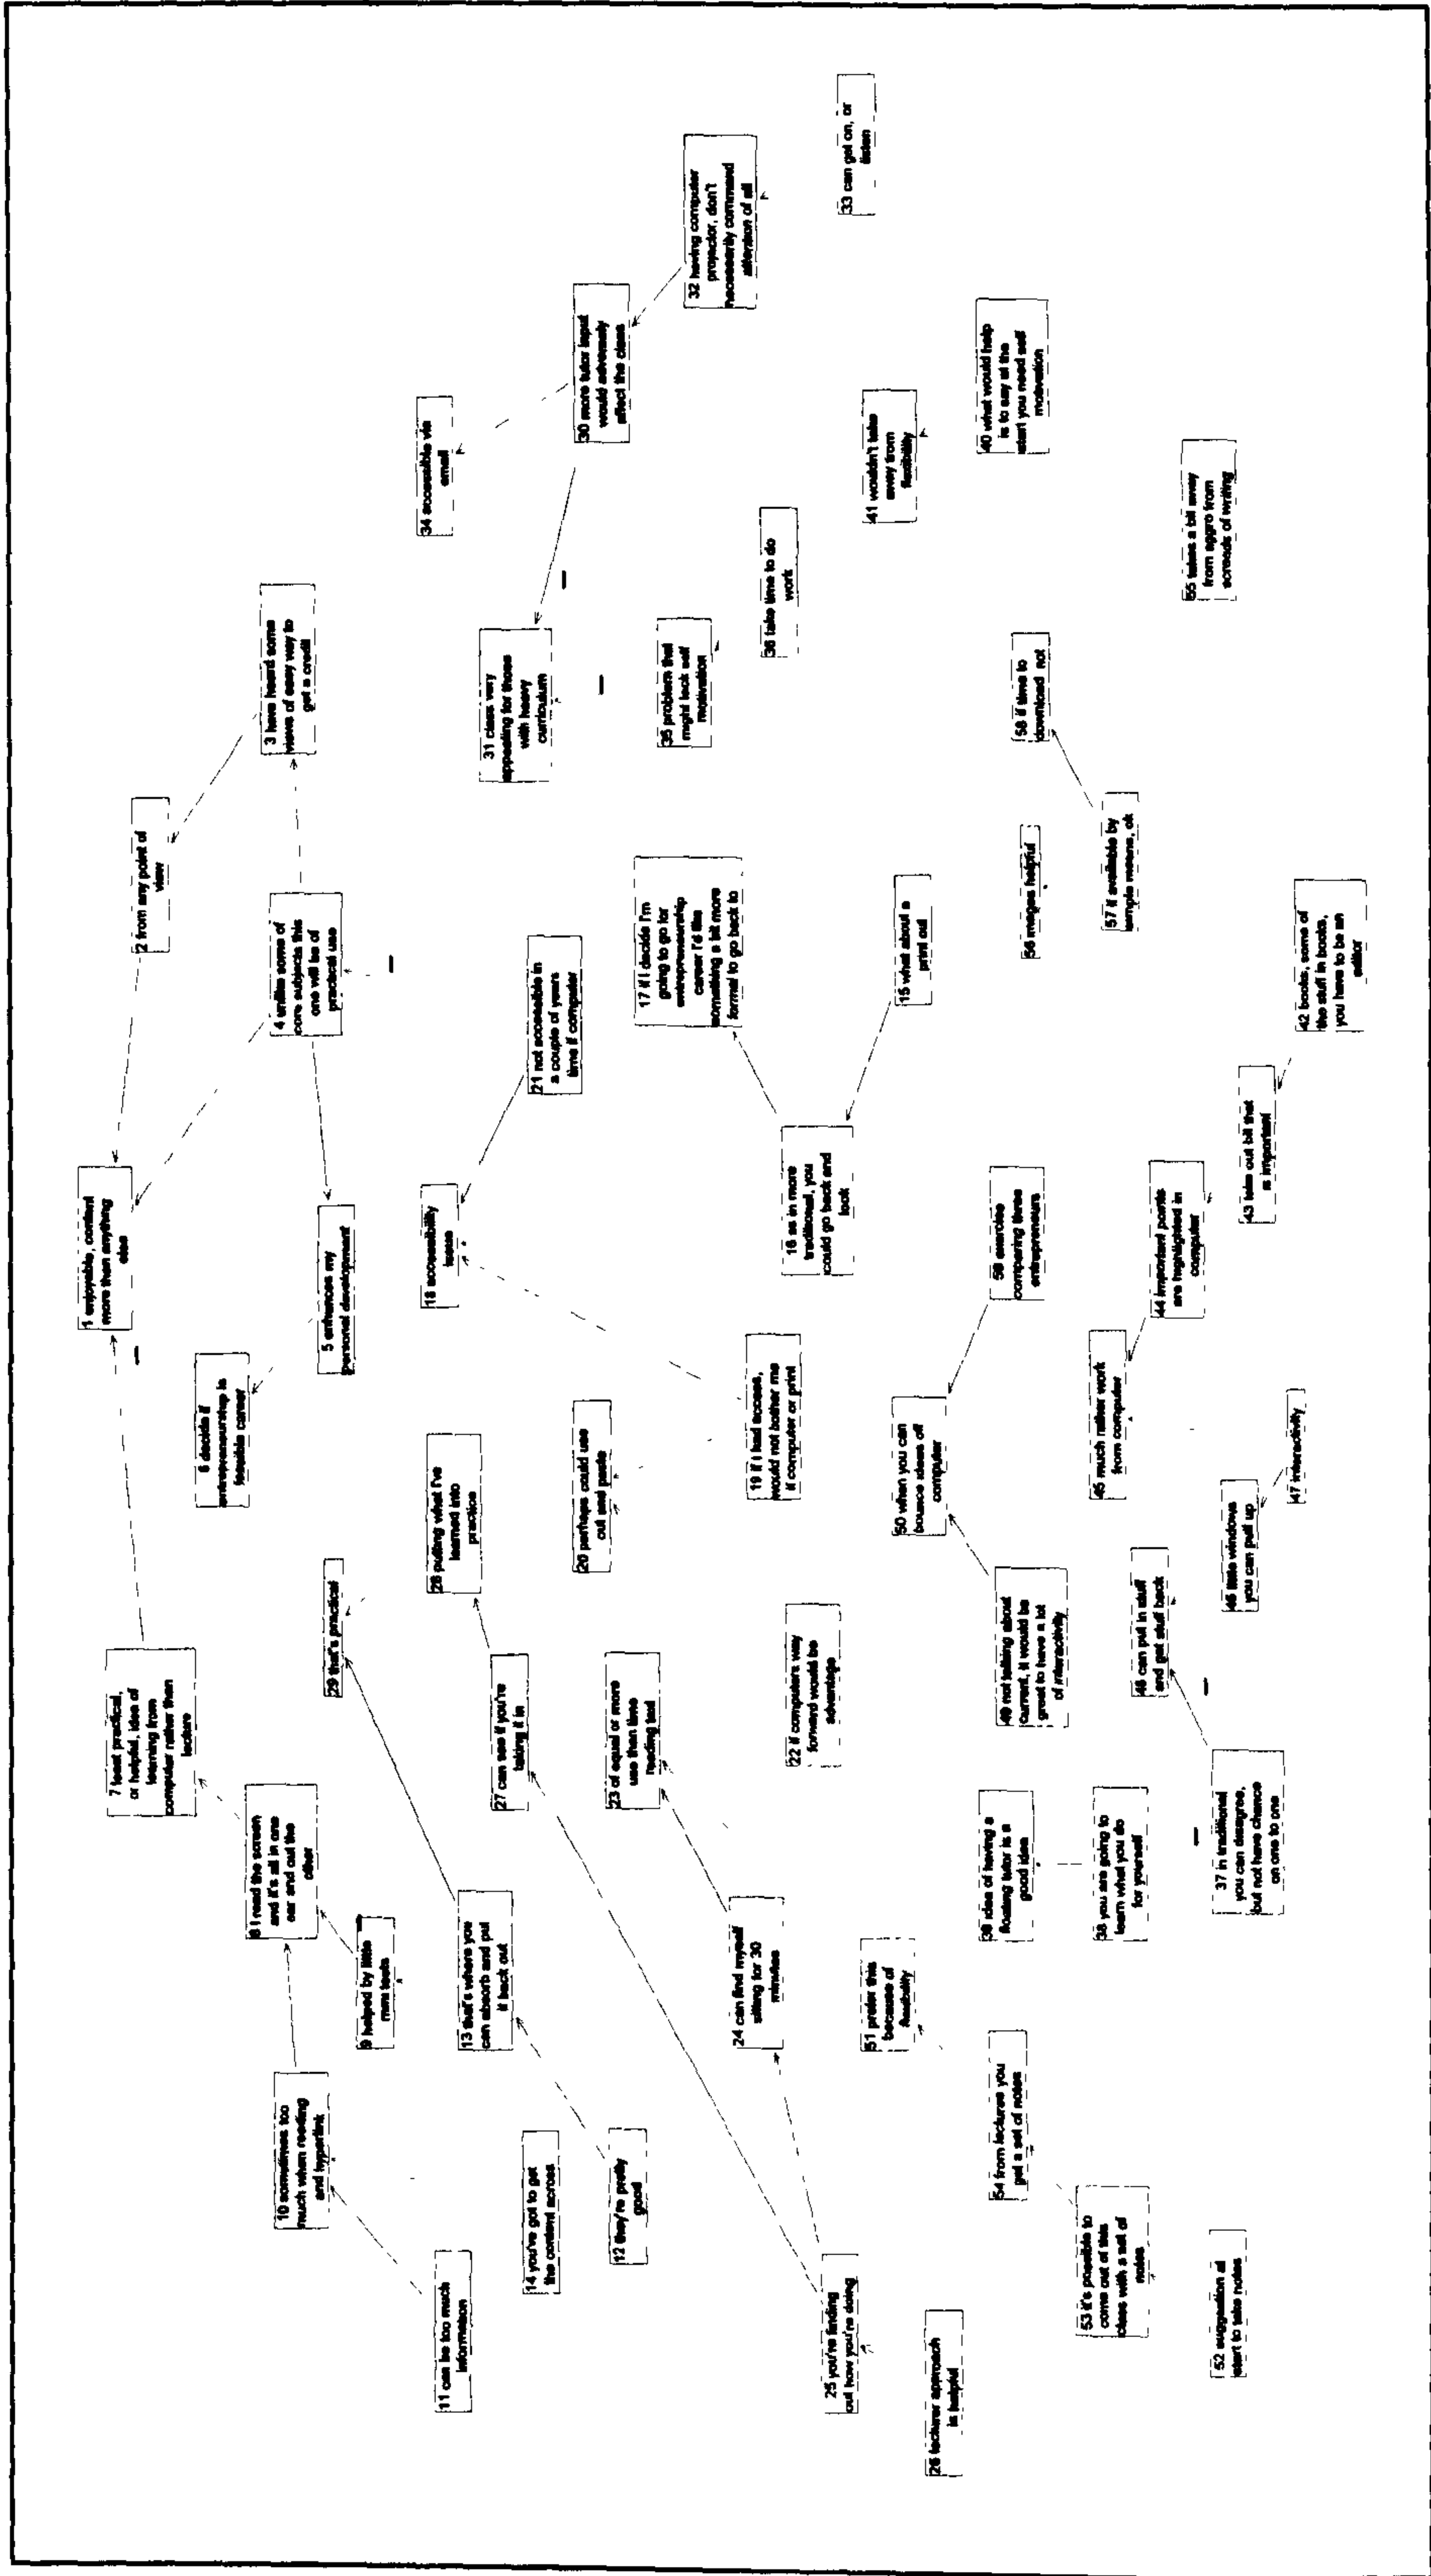 1 enjoyable, content
more than anything
else
2 from any point of
view
3 have heard some
views of easy way to
get a credit
4 unlike some of
core subjects this
one will be of
practical use
5 enhances my
personal development
6 decide if
entrepreneurship is
feasible career
7 least practical,
or helpful, idea of
learning from
computer rather than
lecture
8 I read the screen
and it's all in one
ear and out the
other
9 helped by little
mini tests
10 sometimes too
much when reading
and hyperlink
11 can be too much
information
12 they're pretty
good
13 that's where you
can absorb and put
it back out
14 you've got to get
the content across
15 what about a
print out
16 as in more
traditional, you
could go back and
look
17 if I decide I'm
going to go for
entrepreneurship
career I'd like
something a bit more
formal to go back to
18 accessibility
issue
19 if I had access,
would not bother me
if computer or print
20 perhaps could use
cut and paste
21 not accessible in
a couple of years
time if computer
22 if computers way
forward would be
advantage
23 of equal or more
use than time
reading text
24 can find myself
sitting for 30
minutes
25 you're finding
out how you're doing
26 lecturer approach
is helpful
27 can see if you're
taking it in
28 putting what I've
learned into
practice
29 that's practical
30 more tutor input
would adversely
affect the class
31 class very
appealing for those
with heavy
curriculum
32 having computer
projector, don't
necessarily command
attention of all
33 can get on, or
listen
34 accessible via
email
35 problem that
might lack self
motivation
36 take time to do
work
37 in traditional
you can disagree,
but not have chance
on one to one
38 you are going to
learn what you do
for yourself
39 idea of having a
floating tutor is a
good idea
40 what would help
is to say at the
start you need self
motivation
41 wouldn't take
away from
flexibility
42 books, some of
the stuff in books,
you have to be an
editor
43 take out bit that
is important
44 important points
are highlighted in
computer
45 much rather work
from computer
46 little windows
you can pull up
47 interactivity
48 can put in stuff
and get stuff back
49 not talking about
current, it would be
great to have a lot
of interactivity
50 when you can
bounce ideas off
computer
51 prefer this
because of
flexibility
52 suggestion at
start to take notes
53 it's possible to
come out of this
class with a set of
notes
54 from lectures you
get a set of notes
55 takes a bit away
from aggro from
screeds of writing
56 images helpful
57 if available by
sample means, ok
58 if time to
download not
59 exercise
comparing three
entrepreneurs